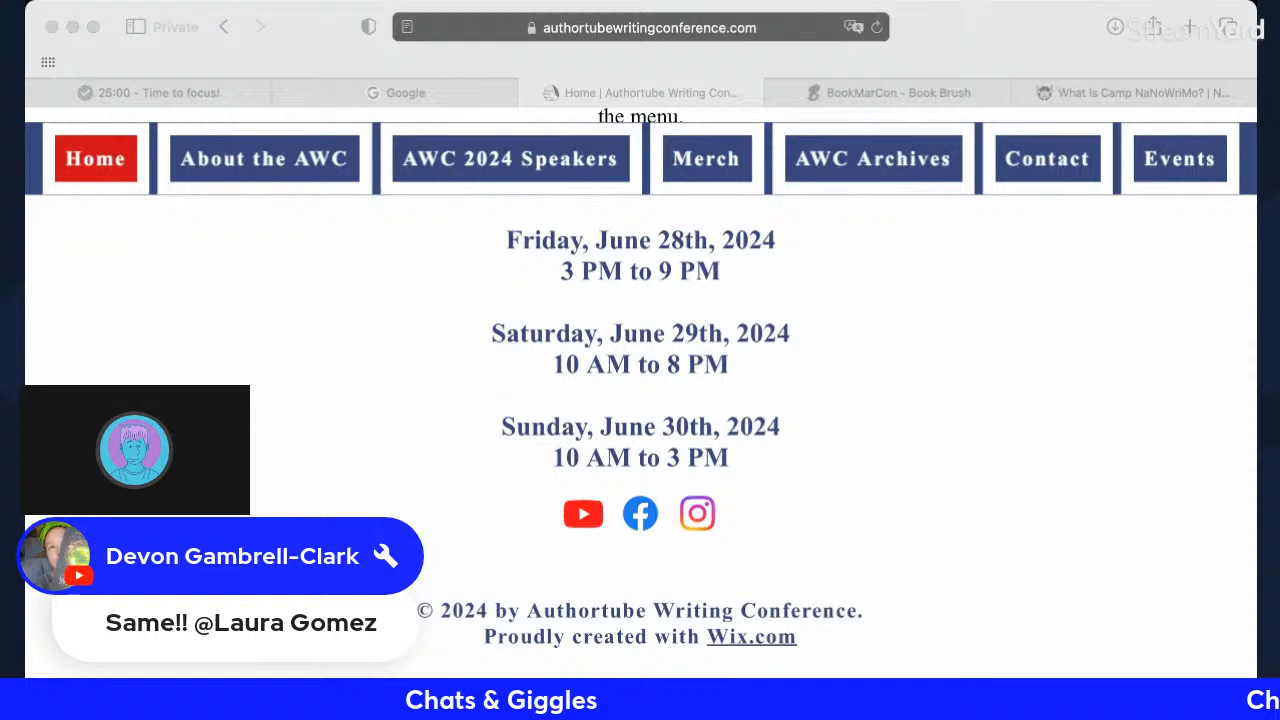 Private
authortubewritingconference.com
StreamYard
25:00 - Time to focus!
Google
Home | Authortube Writing Con...
BookMarCon - Book Brush
What Is Camp NaNoWriMo? | N...
the menu.
Home
About the AWC
AWC 2024 Speakers
Merch
AWC Archives
Contact
Events
Friday, June 28th, 2024
3 PM to 9 PM
Saturday, June 29th, 2024
10 AM to 8 PM
Sunday, June 30th, 2024
10 AM to 3 PM
Devon Gambrell-Clark
Same!! @Laura Gomez
© 2024 by Authortube Writing Conference.
Proudly created with Wix.com
Chats & Giggles
Ch